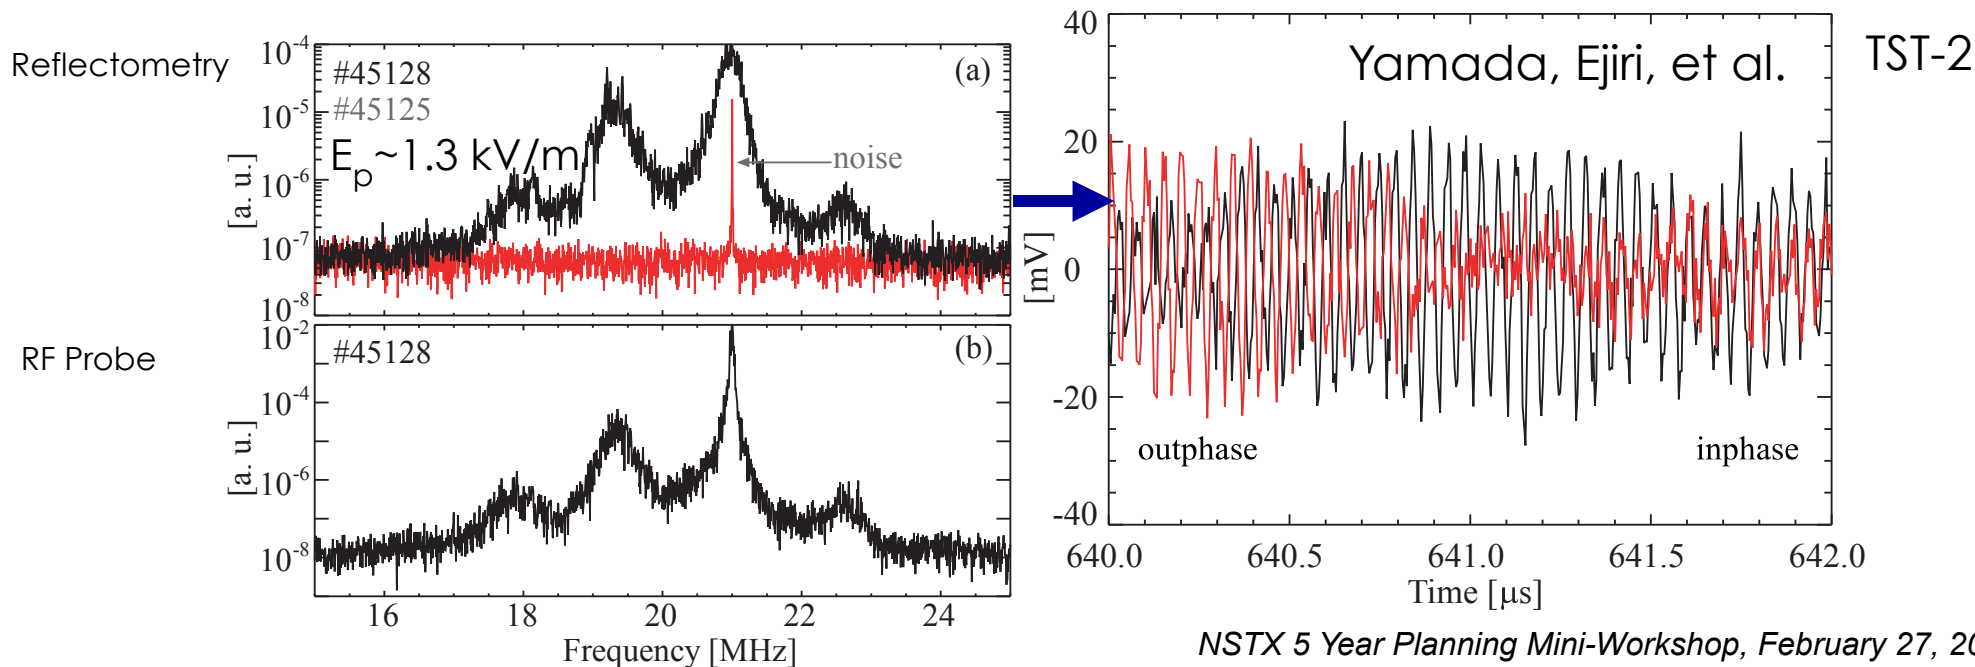 Reflectometry
10-4
10-5
10-6
10-7
10-8
[a. u.]
#45128
#45125
Ep~1.3 kV/m
(a)
noise
RF Probe
10-2
10-4
10-6
10-8
[a. u.]
#45128
(b)
16 18 20 22 24
Frequency [MHz]
40
20
0
-20
-40
[mV]
Yamada, Ejiri, et al.
TST-2
outphase
inphase
640.0 640.5 641.0 641.5 642.0
Time [μs]
NSTX 5 Year Planning Mini-Workshop, February 27, 20